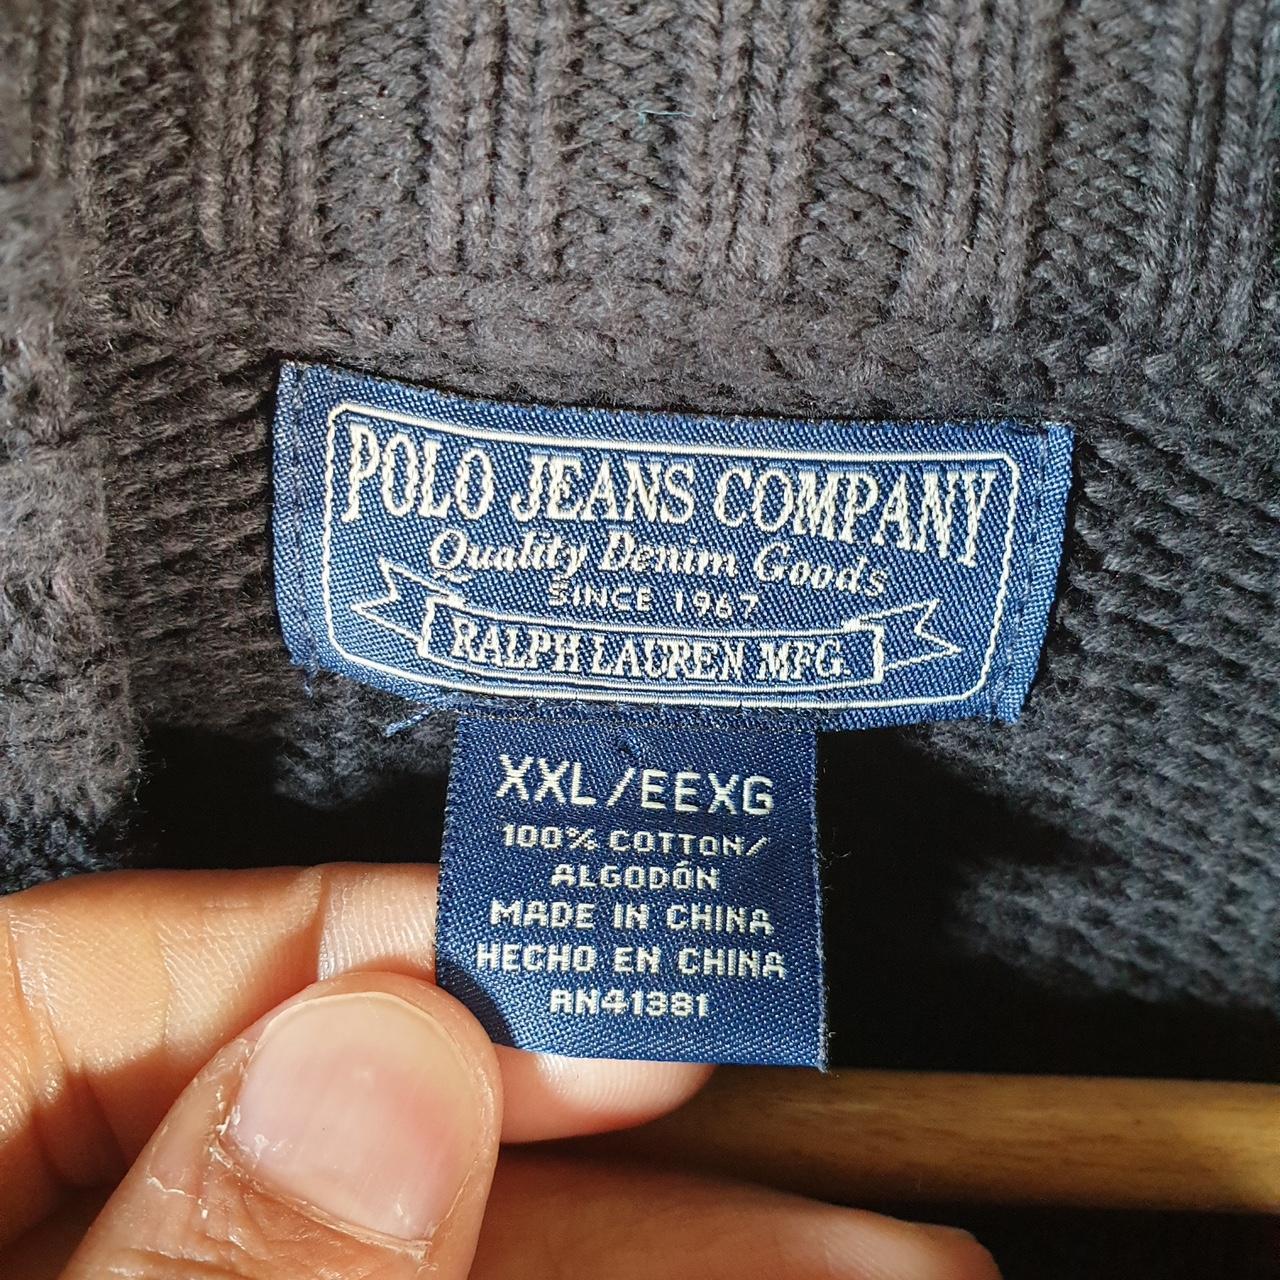 POLO JEANS COMPANY
Quality Denim Goods
SINCE 1967
RALPH LAUREN MFG.
XXL/EEXG
100% COTTON/
ALGODÓN
MADE IN CHINA
HECHO EN CHINA
RN41381